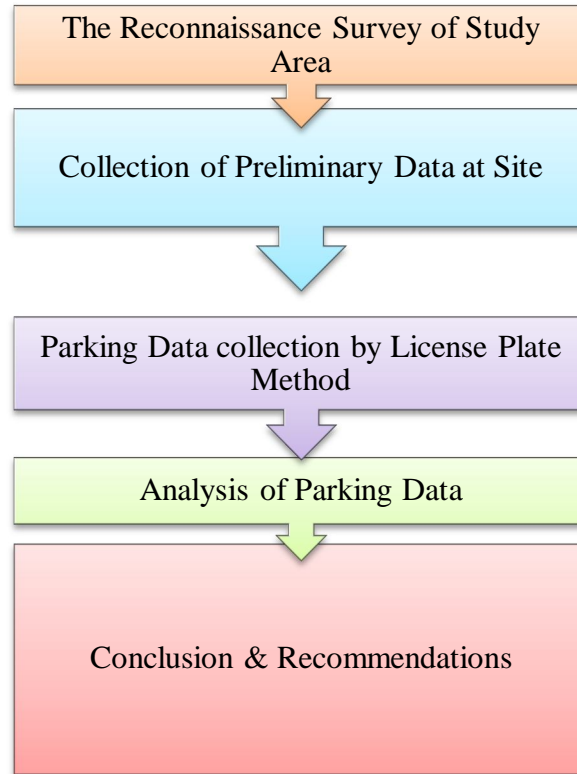 The Reconnaissance Survey of Study
Area
Collection of Preliminary Data at Site
Parking Data collection by License Plate
Method
Analysis of Parking Data
Conclusion & Recommendations